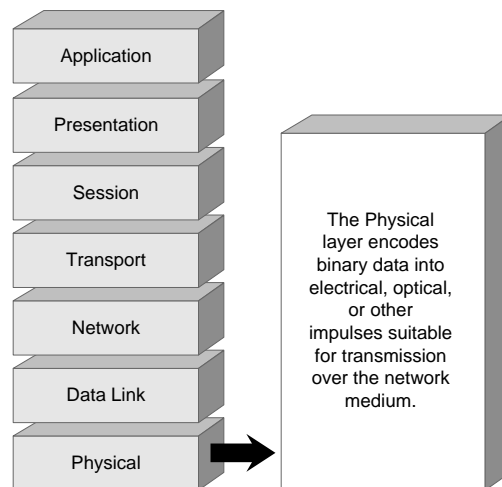 Application
Presentation
Session
Transport
Network
Data Link
Physical
The Physical
layer encodes
binary data into
electrical, optical,
or other
impulses suitable
for transmission
over the network
medium.